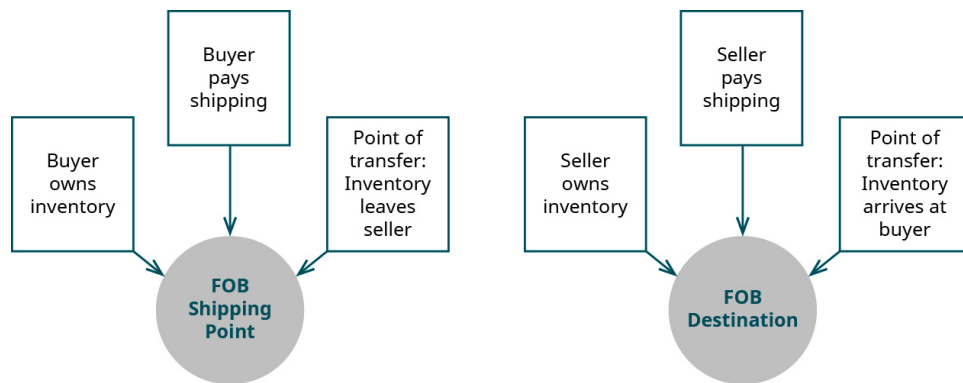 Buyer
pays
shipping
Buyer
owns
inventory
Point of
transfer:
Inventory
leaves
seller
FOB
Shipping
Point
Seller
pays
shipping
Seller
owns
inventory
Point of
transfer:
Inventory
arrives at
buyer
FOB
Destination